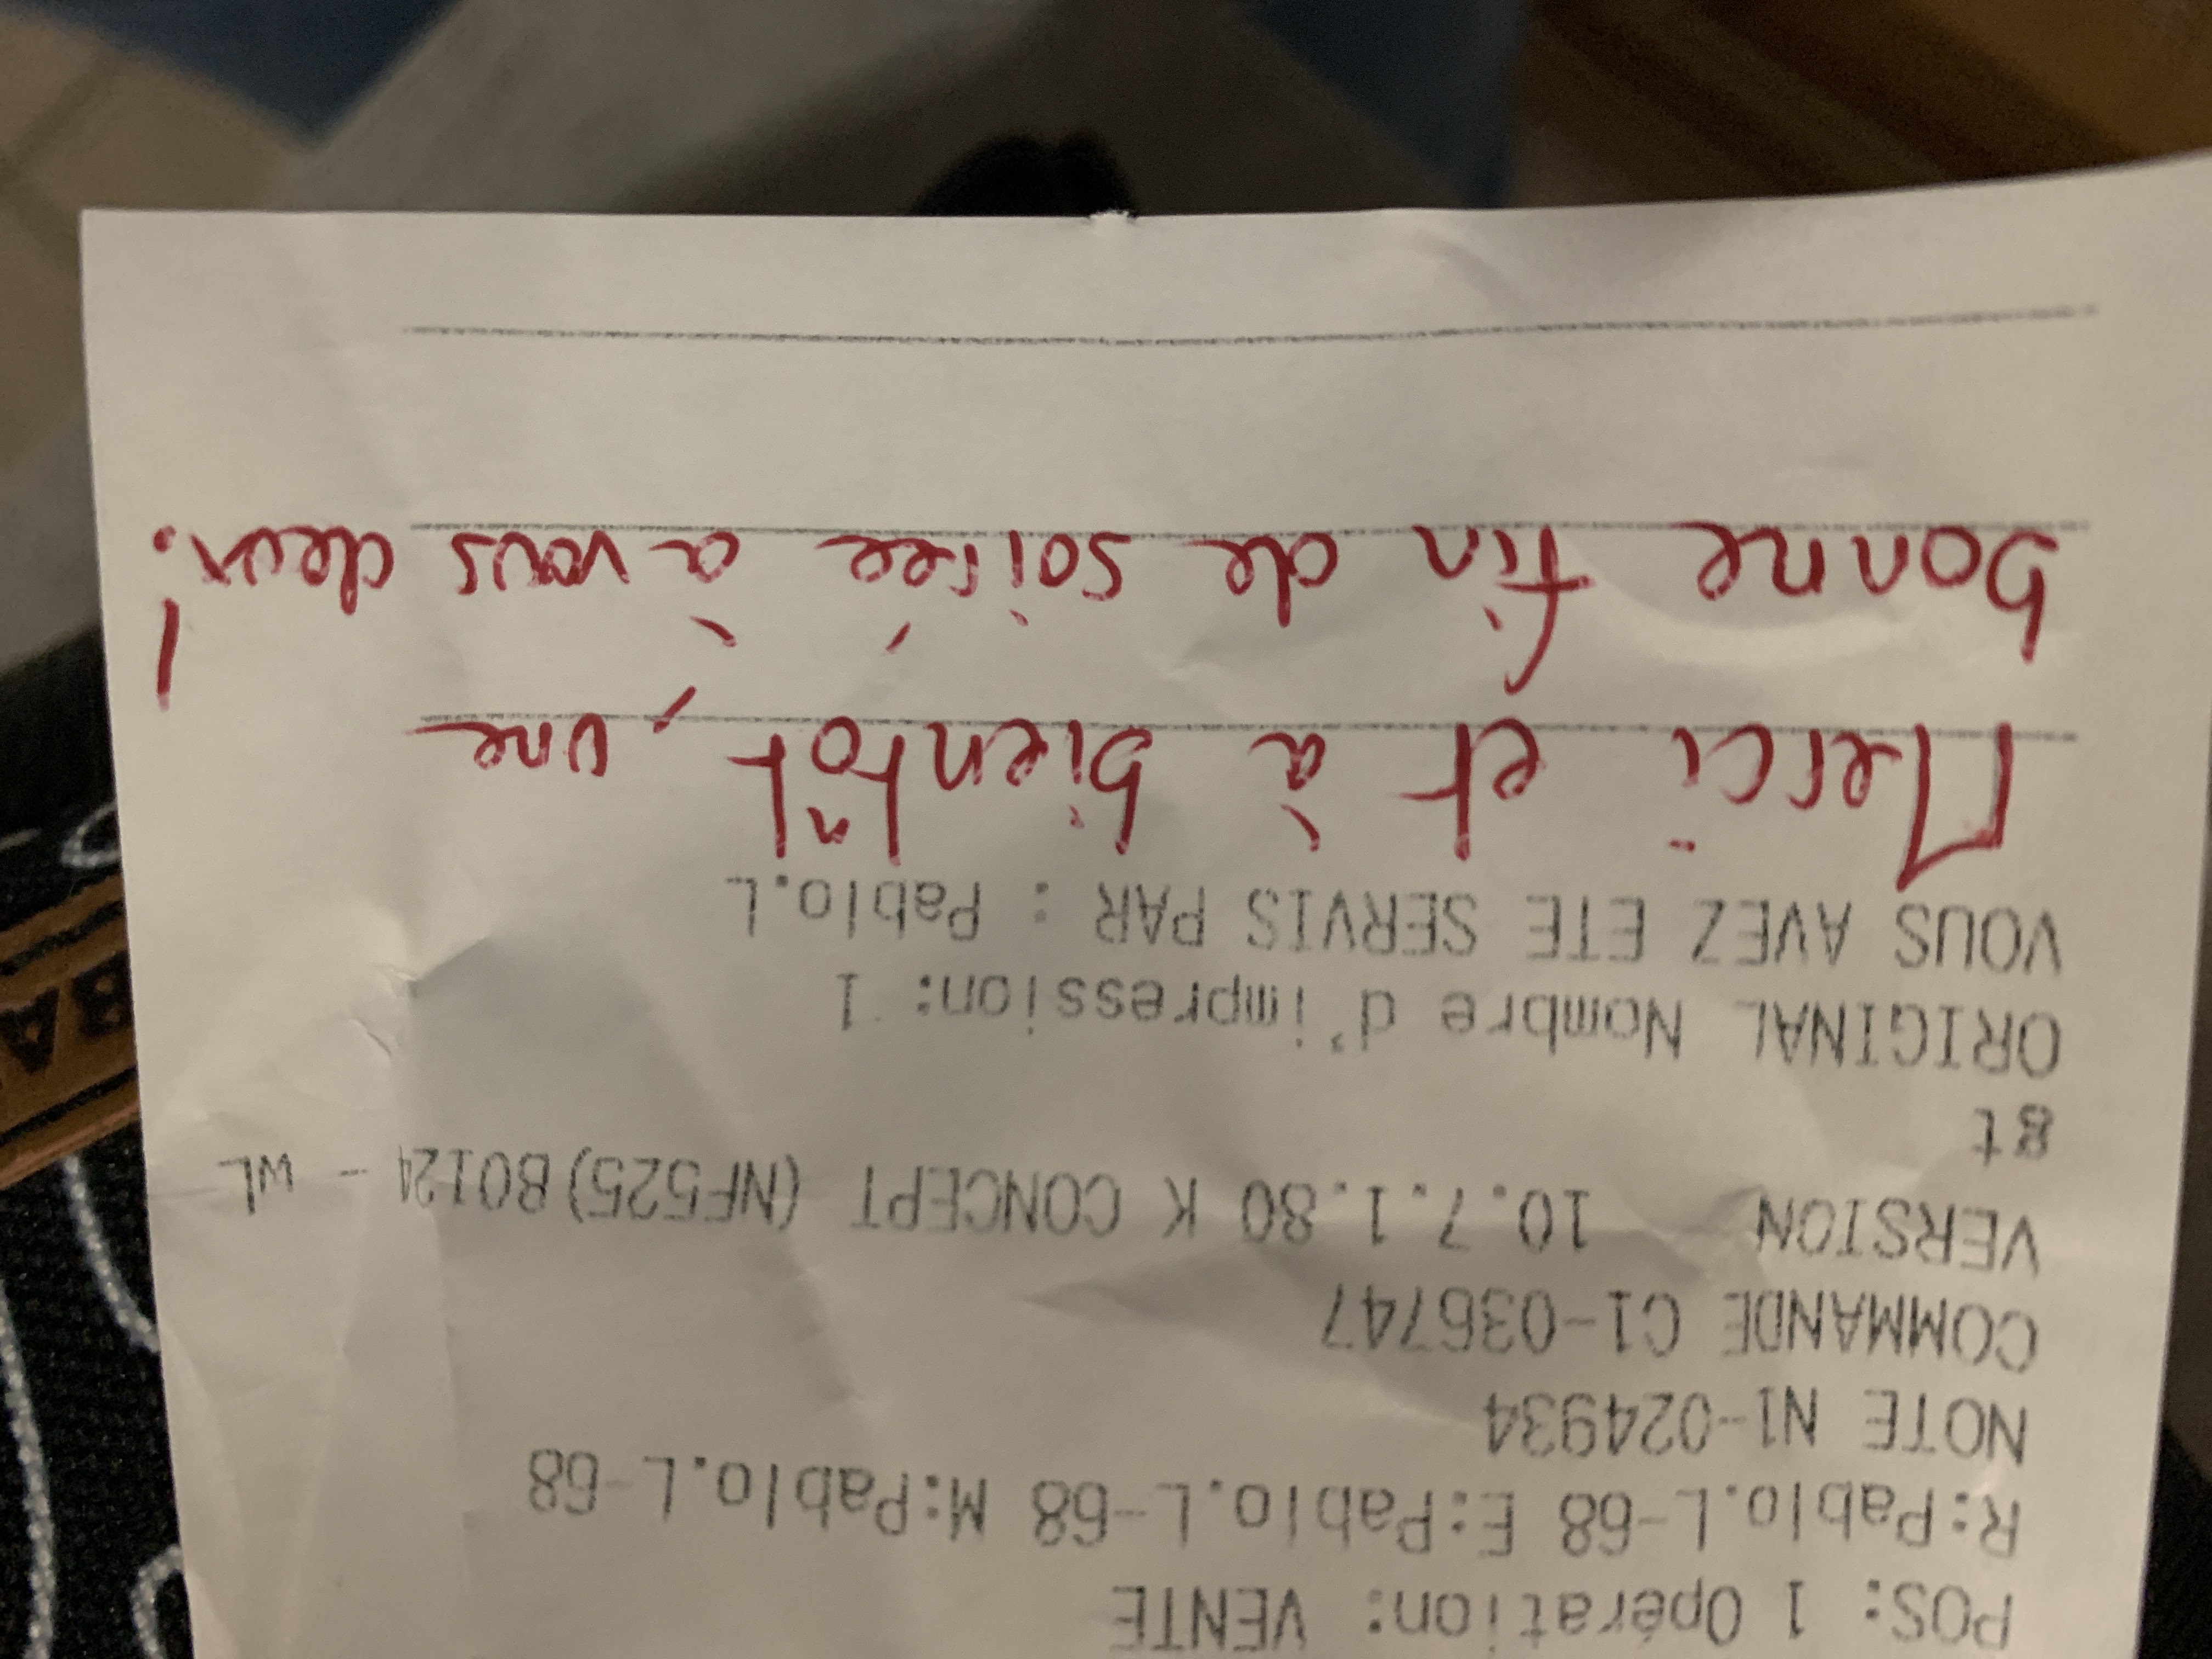 POS: 1 Opération: VENTE
R:Pablo.L-68 E:Pablo.L-68 M:Pablo.L-68
NOTE N1-024934
COMMANDE C1-036747
VERSION 10.7.1.80 K CONCEPT (NF525)B0124 - WL
gt
ORIGINAL Nombre d'impression: 1
VOUS AVEZ ETE SERVIS PAR : Pablo.L
Merci et à bientôt, une
bonne fin de soirée à vous deux!
BA